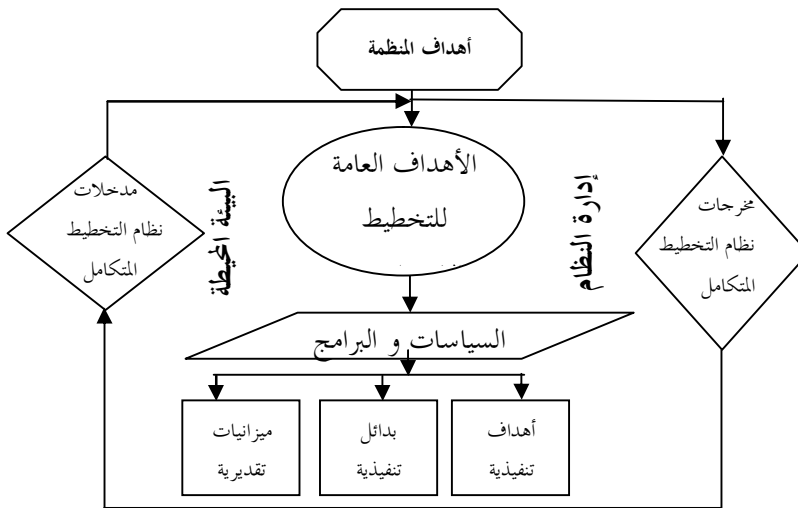 أهداف المنظمة
الأهداف العامة
للتخطيط
إدارة النظام
البيئة المحيطة
مخرجات
نظام التخطيط
المتكامل
مدخلات
نظام التخطيط
المتكامل
السياسات و البرامج
أهداف
تنفيذية
بدائل
تنفيذية
ميزانيات
تقديرية